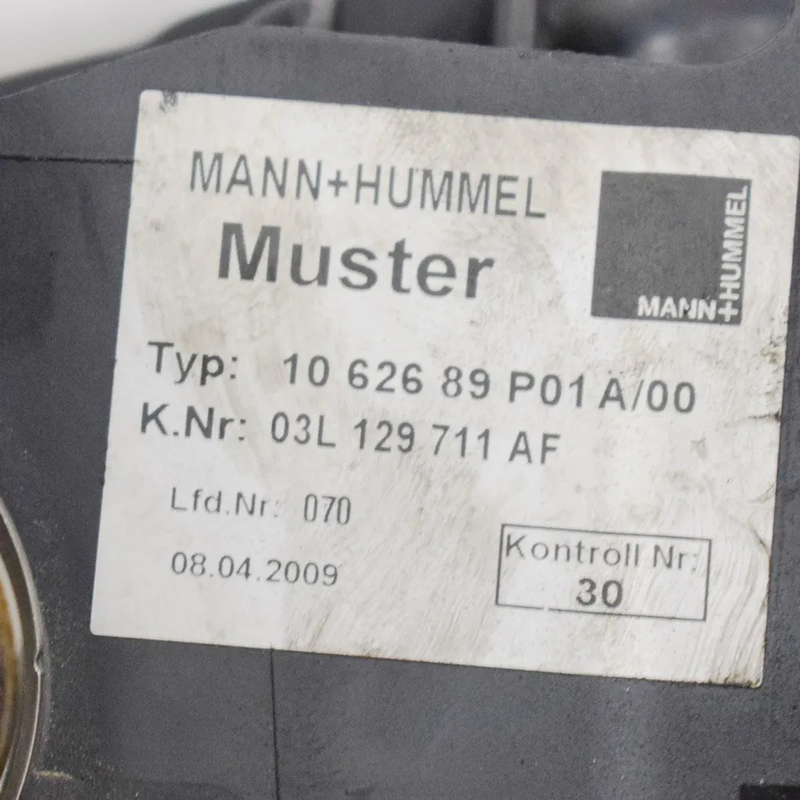 MANN+HUMMEL
Muster
MANN+HUMMEL
Typ: 10 626 89 P01 A/00
K.Nr: 03L 129 711 AF
Lfd.Nr: 070
08.04.2009
Kontroll Nr:
30